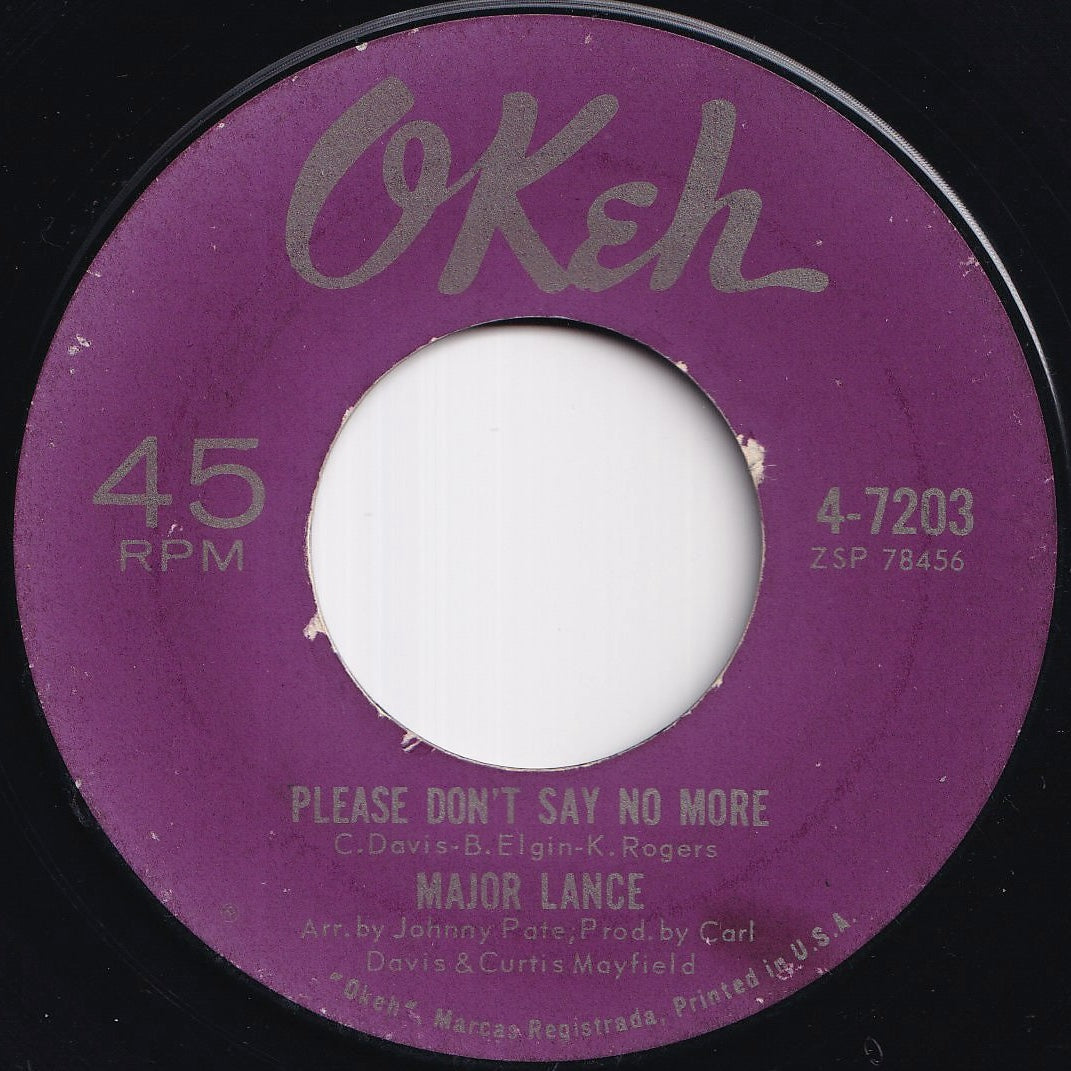 OKeh
45
RPM
4-7203
ZSP 78456
PLEASE DON'T SAY NO MORE
C. Davis-B. Elgin-K. Rogers
MAJOR LANCE
Arr. by Johnny Pate; Prod. by Carl
Davis & Curtis Mayfield
"Okeh", Marcas Registrada, Printed in U.S.A.